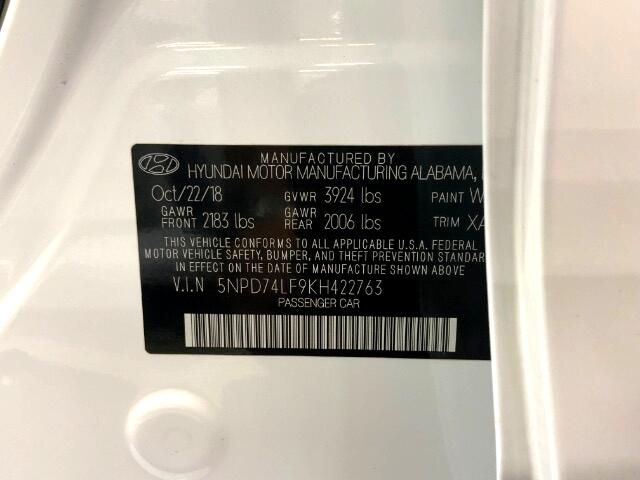 MANUFACTURED BY
HYUNDAI MOTOR MANUFACTURING ALABAMA,
Oct/22/18 GVWR 3924 lbs PAINT W
GAWR FRONT 2183 lbs GAWR REAR 2006 lbs TRIM XA
THIS VEHICLE CONFORMS TO ALL APPLICABLE U.S.A. FEDERAL
MOTOR VEHICLE SAFETY, BUMPER, AND THEFT PREVENTION STANDARD
IN EFFECT ON THE DATE OF MANUFACTURE SHOWN ABOVE
V.I.N 5NPD74LF9KH422763
PASSENGER CAR